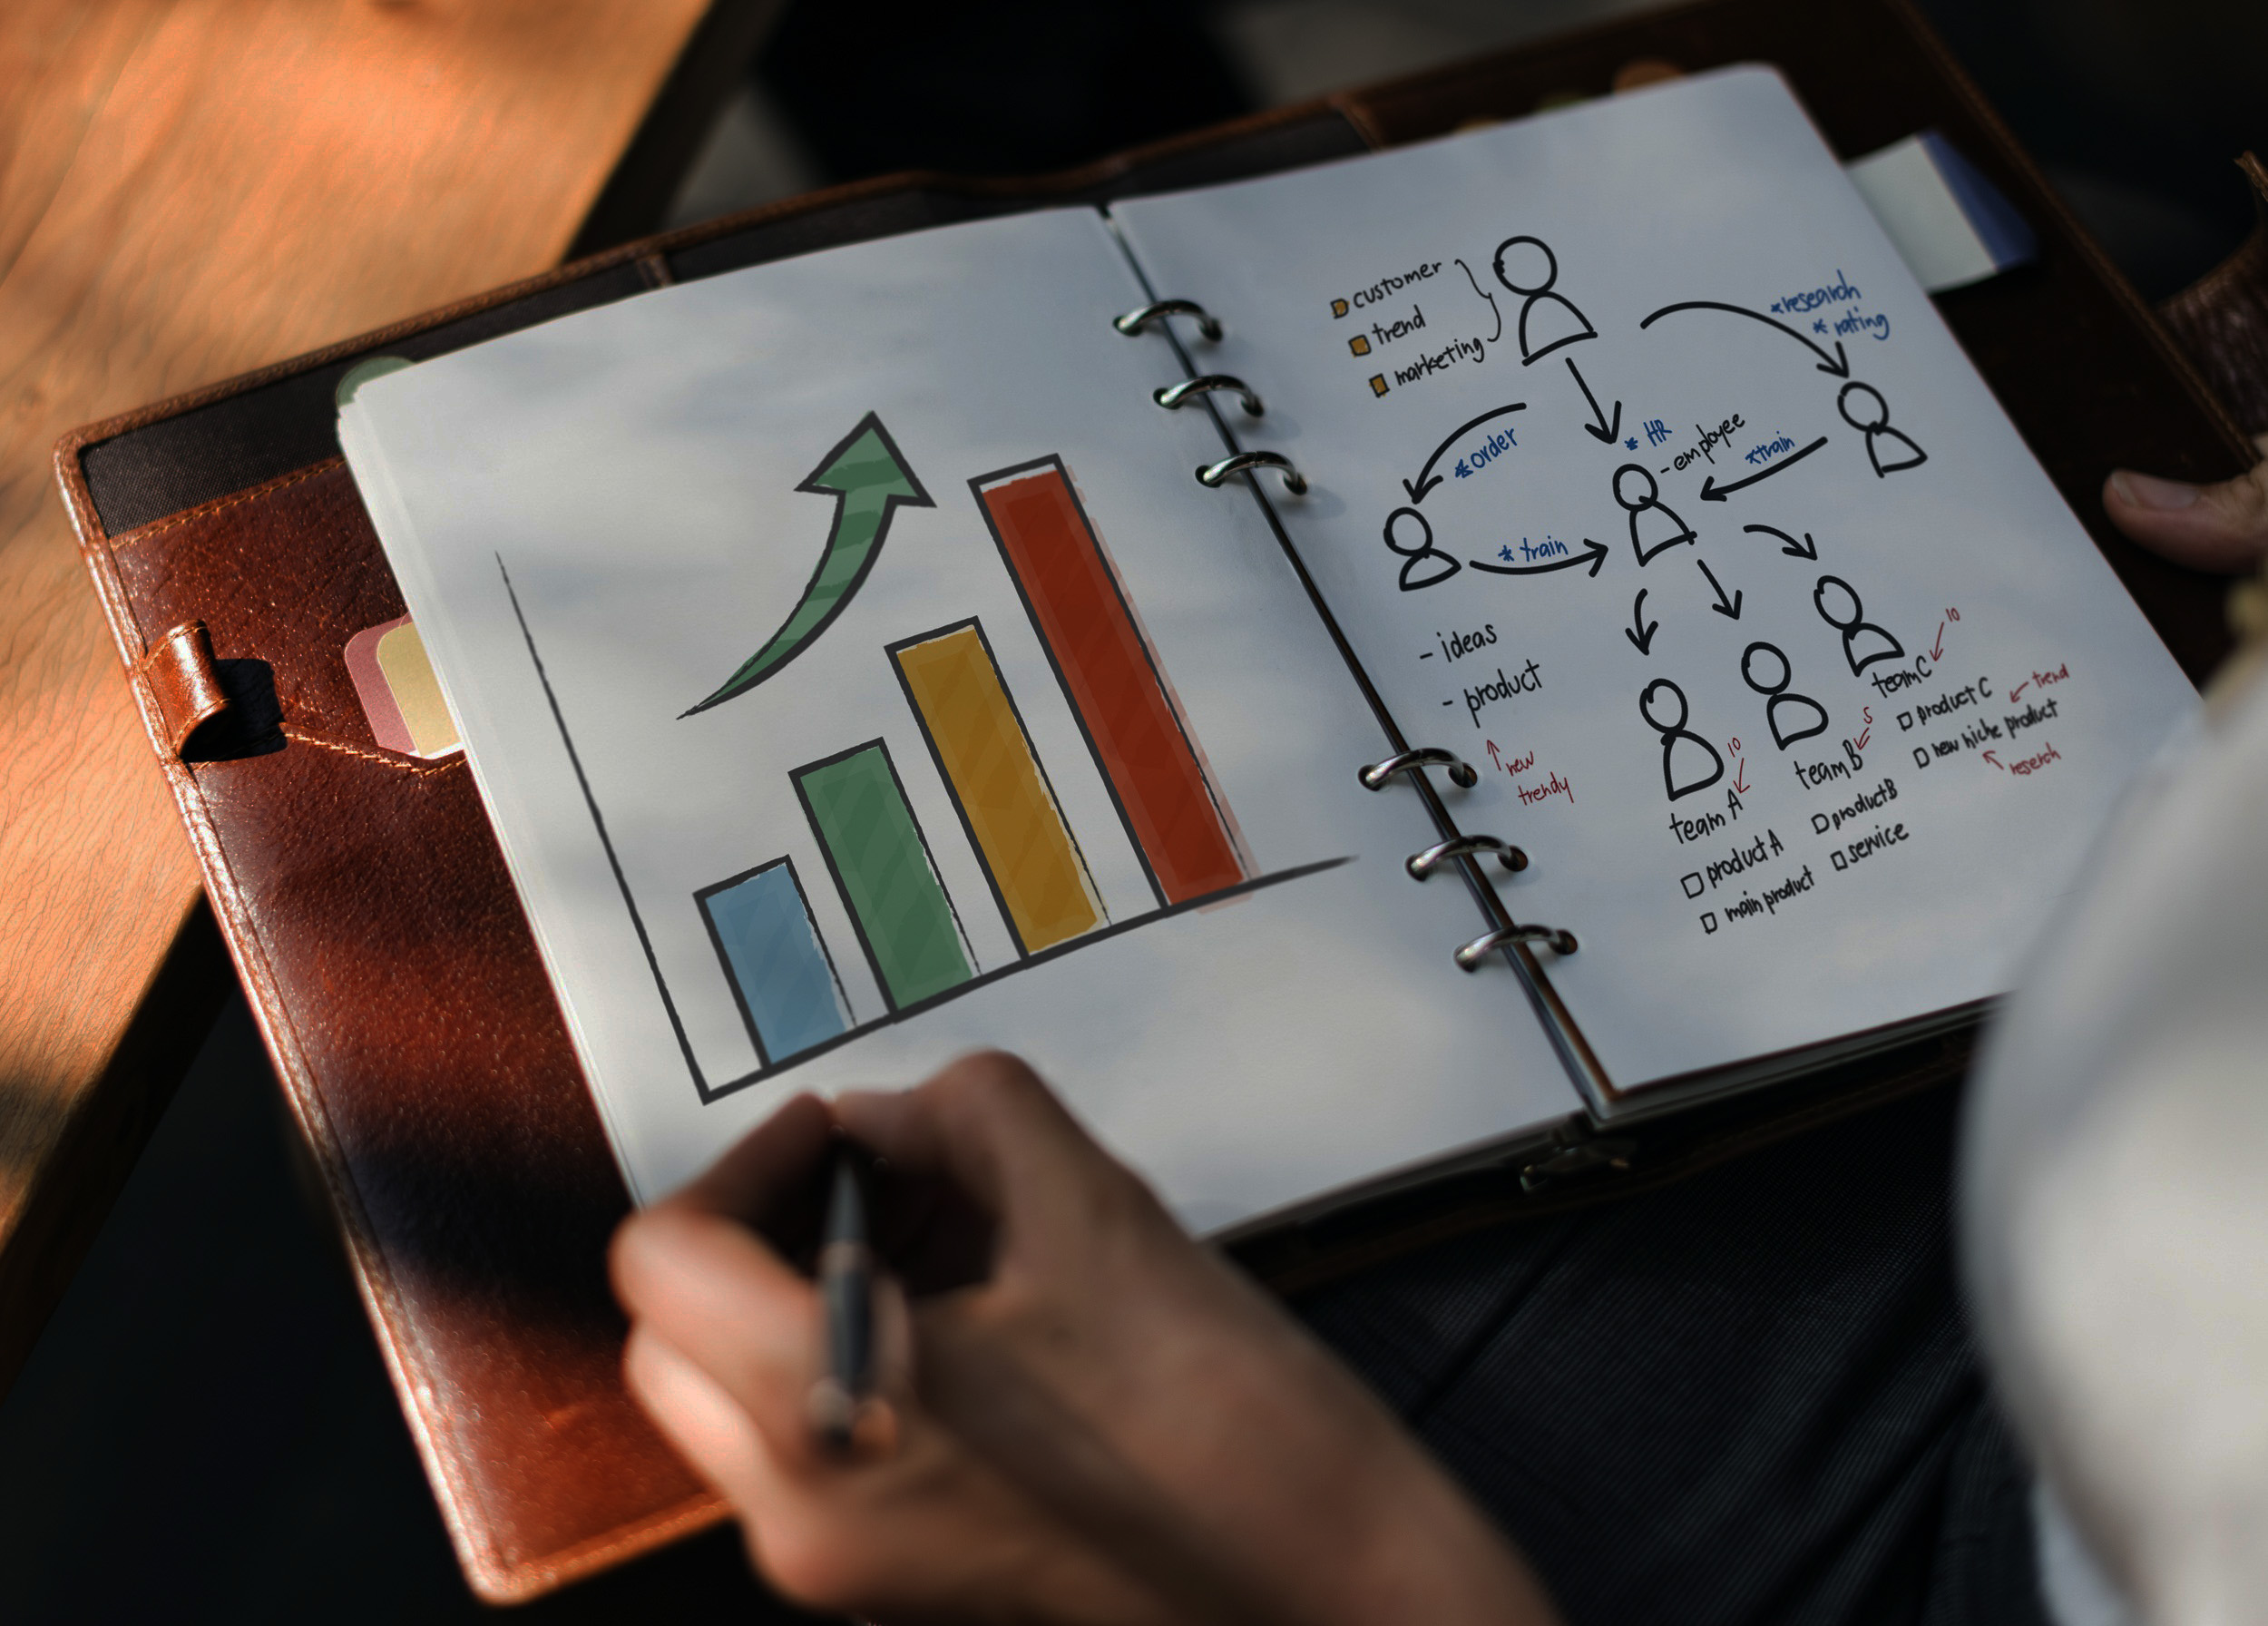 customer
trend
marketing
*research
* rating
*order
* HR
- employee
*train
* train
- ideas
- product
new
trendy
10
team A
product A
main product
5
team B
product B
service
10
team C
product C
trend
new niche product
reserch